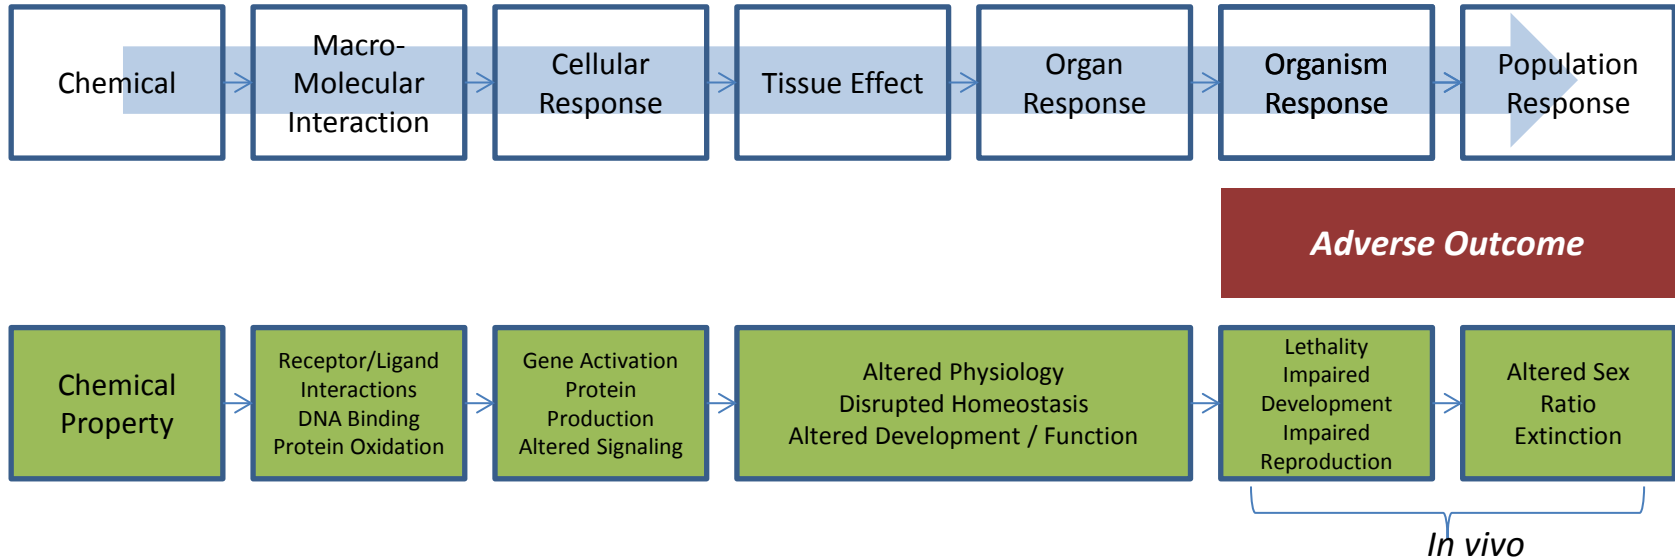 Chemical
Macro-
Molecular
Interaction
Cellular
Response
Tissue Effect
Organ
Response
Organism
Response
Population
Response
Adverse Outcome
Chemical
Property
Receptor/Ligand
Interactions
DNA Binding
Protein Oxidation
Gene Activation
Protein
Production
Altered Signaling
Altered Physiology
Disrupted Homeostasis
Altered Development / Function
Lethality
Impaired
Development
Impaired
Reproduction
Altered Sex
Ratio
Extinction
In vivo